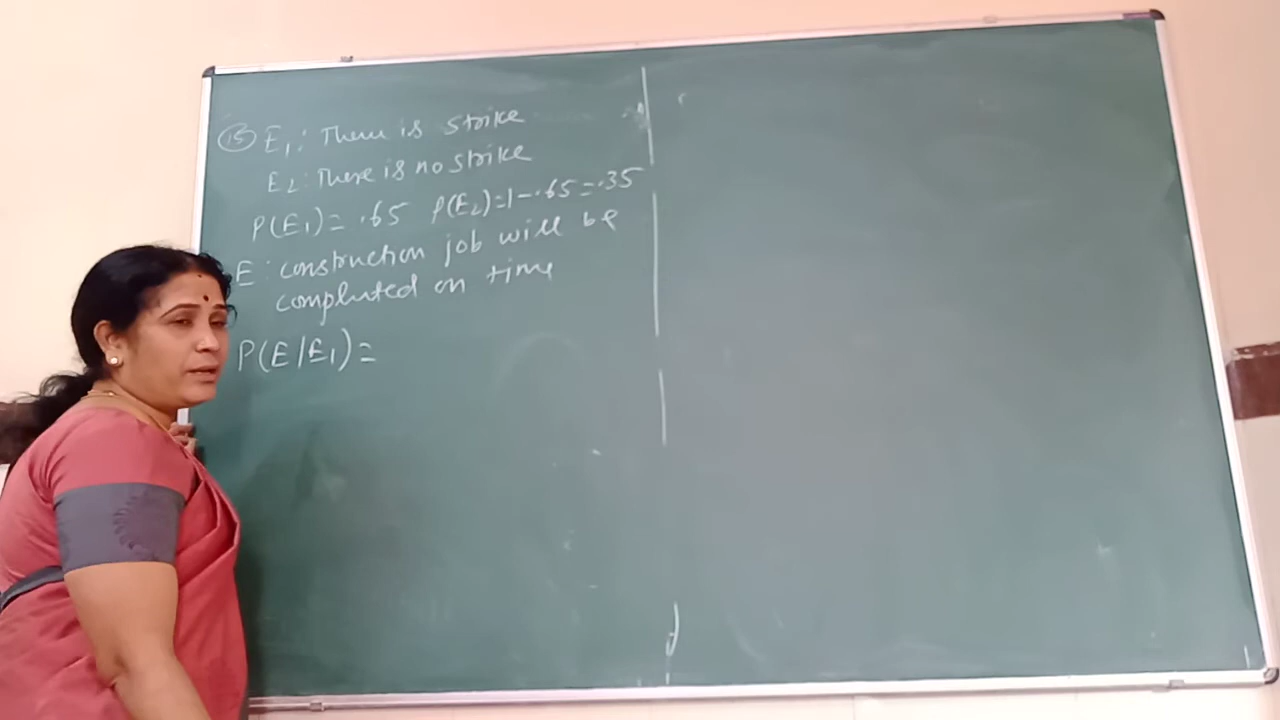 15 E₁: There is strike
E₂: There is no strike
P(E₁) = .65 P(E₂) = 1 - .65 = .35
E: construction job will be
completed on time
P(E/E₁) =